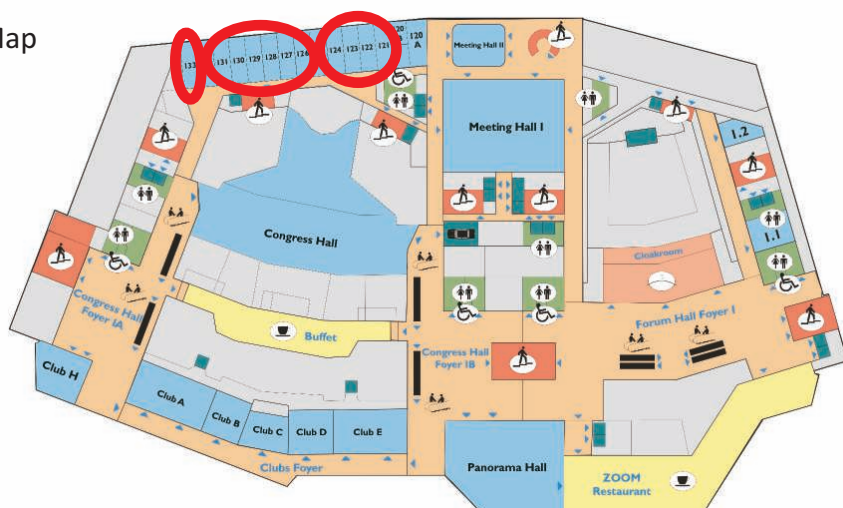 lap
133
131
130
129
128
127
126
124
123
122
121
120
120
A
Meeting Hall II
Meeting Hall I
1.2
1.1
Congress Hall
Cloakroom
Congress Hall
Foyer IA
Buffet
Congress Hall
Foyer IB
Forum Hall Foyer I
Club H
Club A
Club B
Club C
Club D
Club E
Clubs Foyer
Panorama Hall
ZOOM
Restaurant